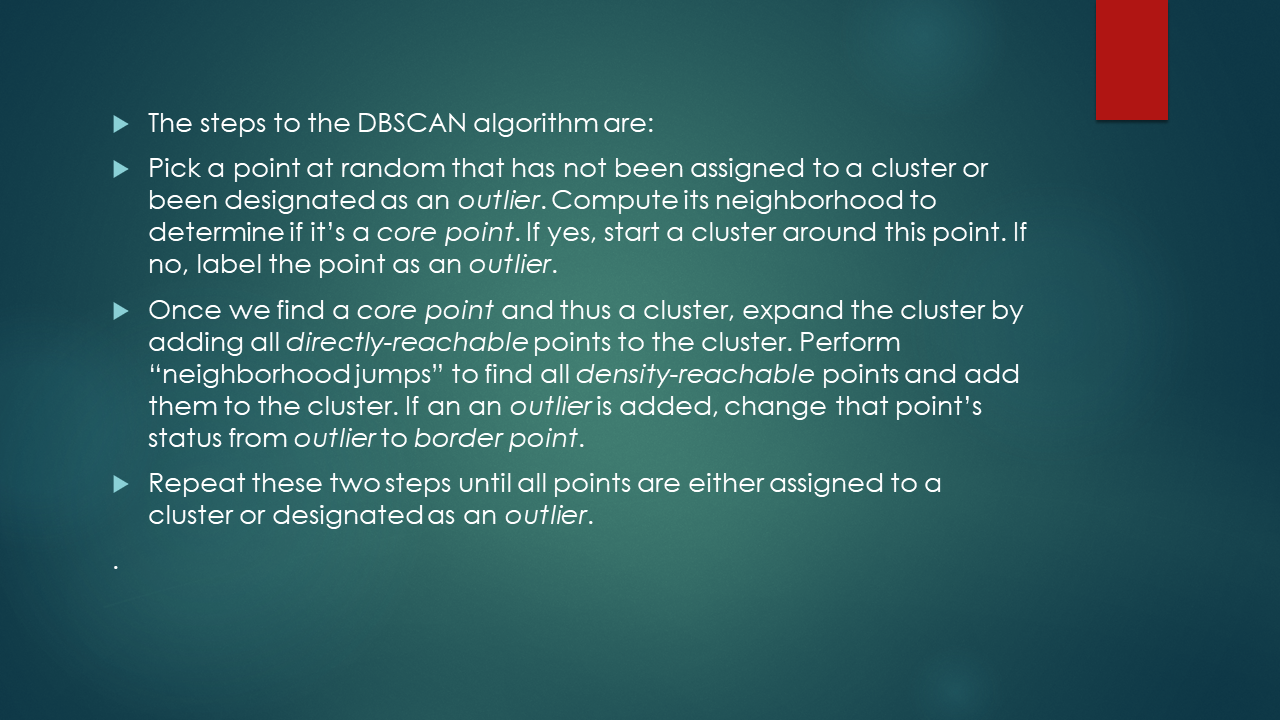 The steps to the DBSCAN algorithm are:
Pick a point at random that has not been assigned to a cluster or
been designated as an outlier. Compute its neighborhood to
determine if it’s a core point. If yes, start a cluster around this point. If
no, label the point as an outlier.
Once we find a core point and thus a cluster, expand the cluster by
adding all directly-reachable points to the cluster. Perform
“neighborhood jumps” to find all density-reachable points and add
them to the cluster. If an an outlier is added, change that point’s
status from outlier to border point.
Repeat these two steps until all points are either assigned to a
cluster or designated as an outlier.
.